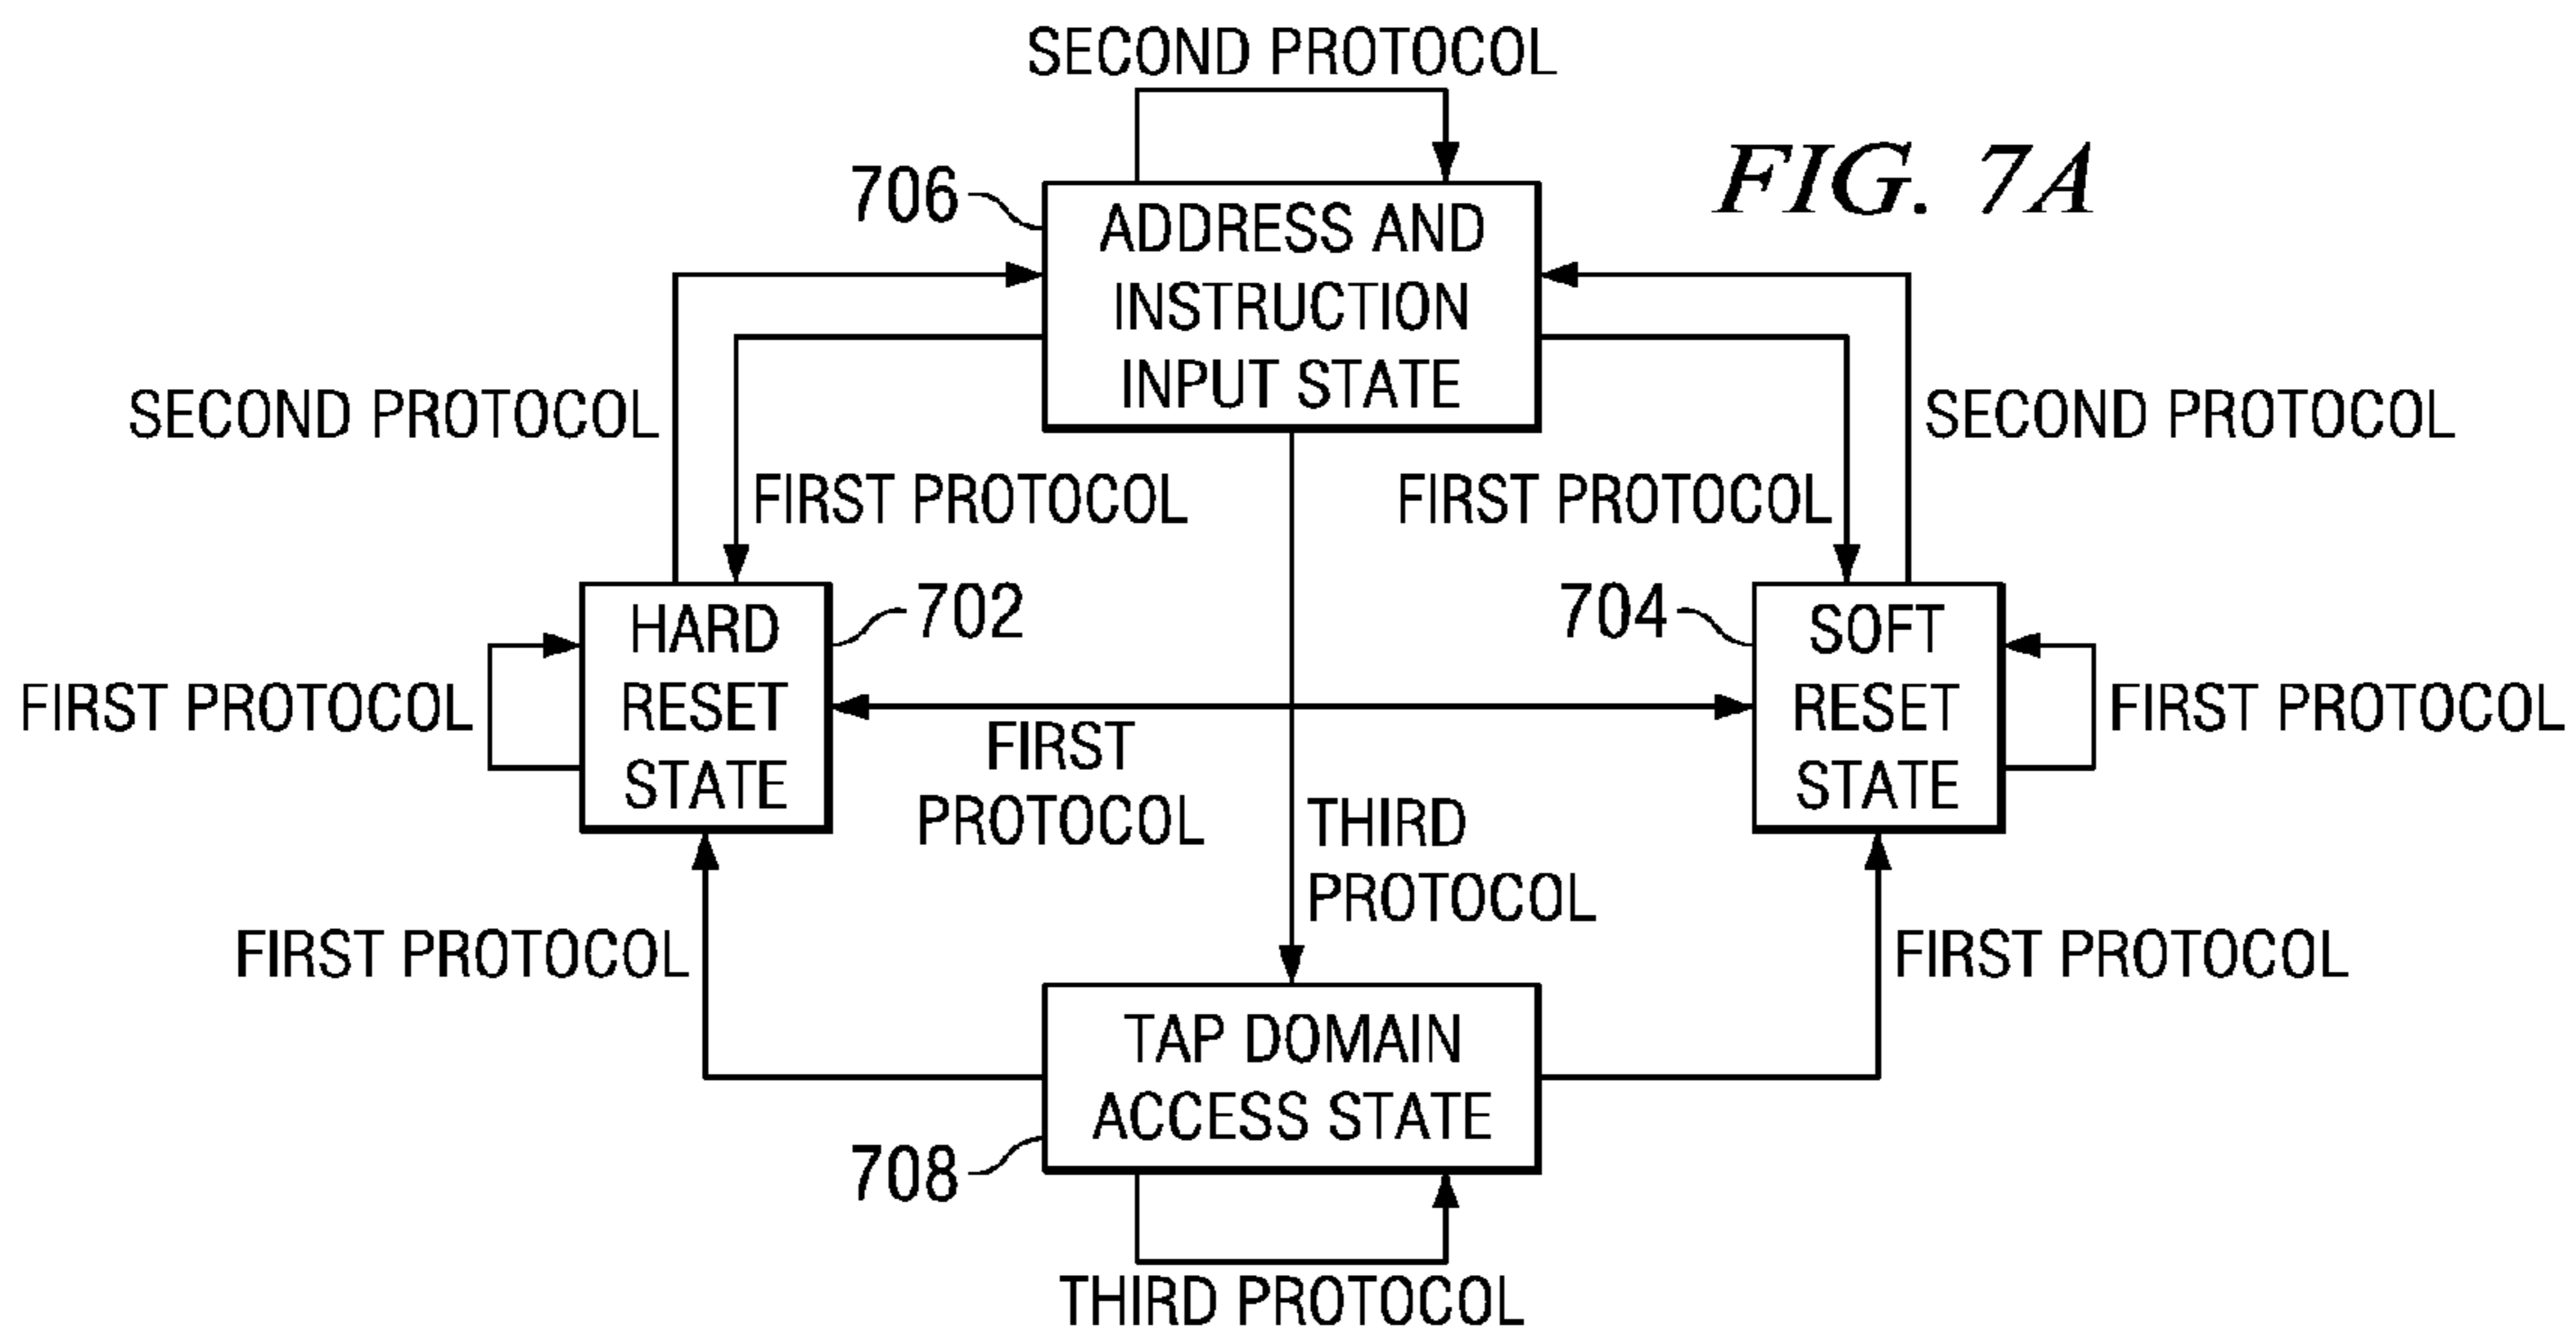 SECOND PROTOCOL
FIG. 7A
706
ADDRESS AND
INSTRUCTION
INPUT STATE
SECOND PROTOCOL
SECOND PROTOCOL
FIRST PROTOCOL
FIRST PROTOCOL
HARD
RESET
STATE
702
704
SOFT
RESET
STATE
FIRST PROTOCOL
FIRST PROTOCOL
FIRST
PROTOCOL
THIRD
PROTOCOL
FIRST PROTOCOL
FIRST PROTOCOL
TAP DOMAIN
ACCESS STATE
708
THIRD PROTOCOL